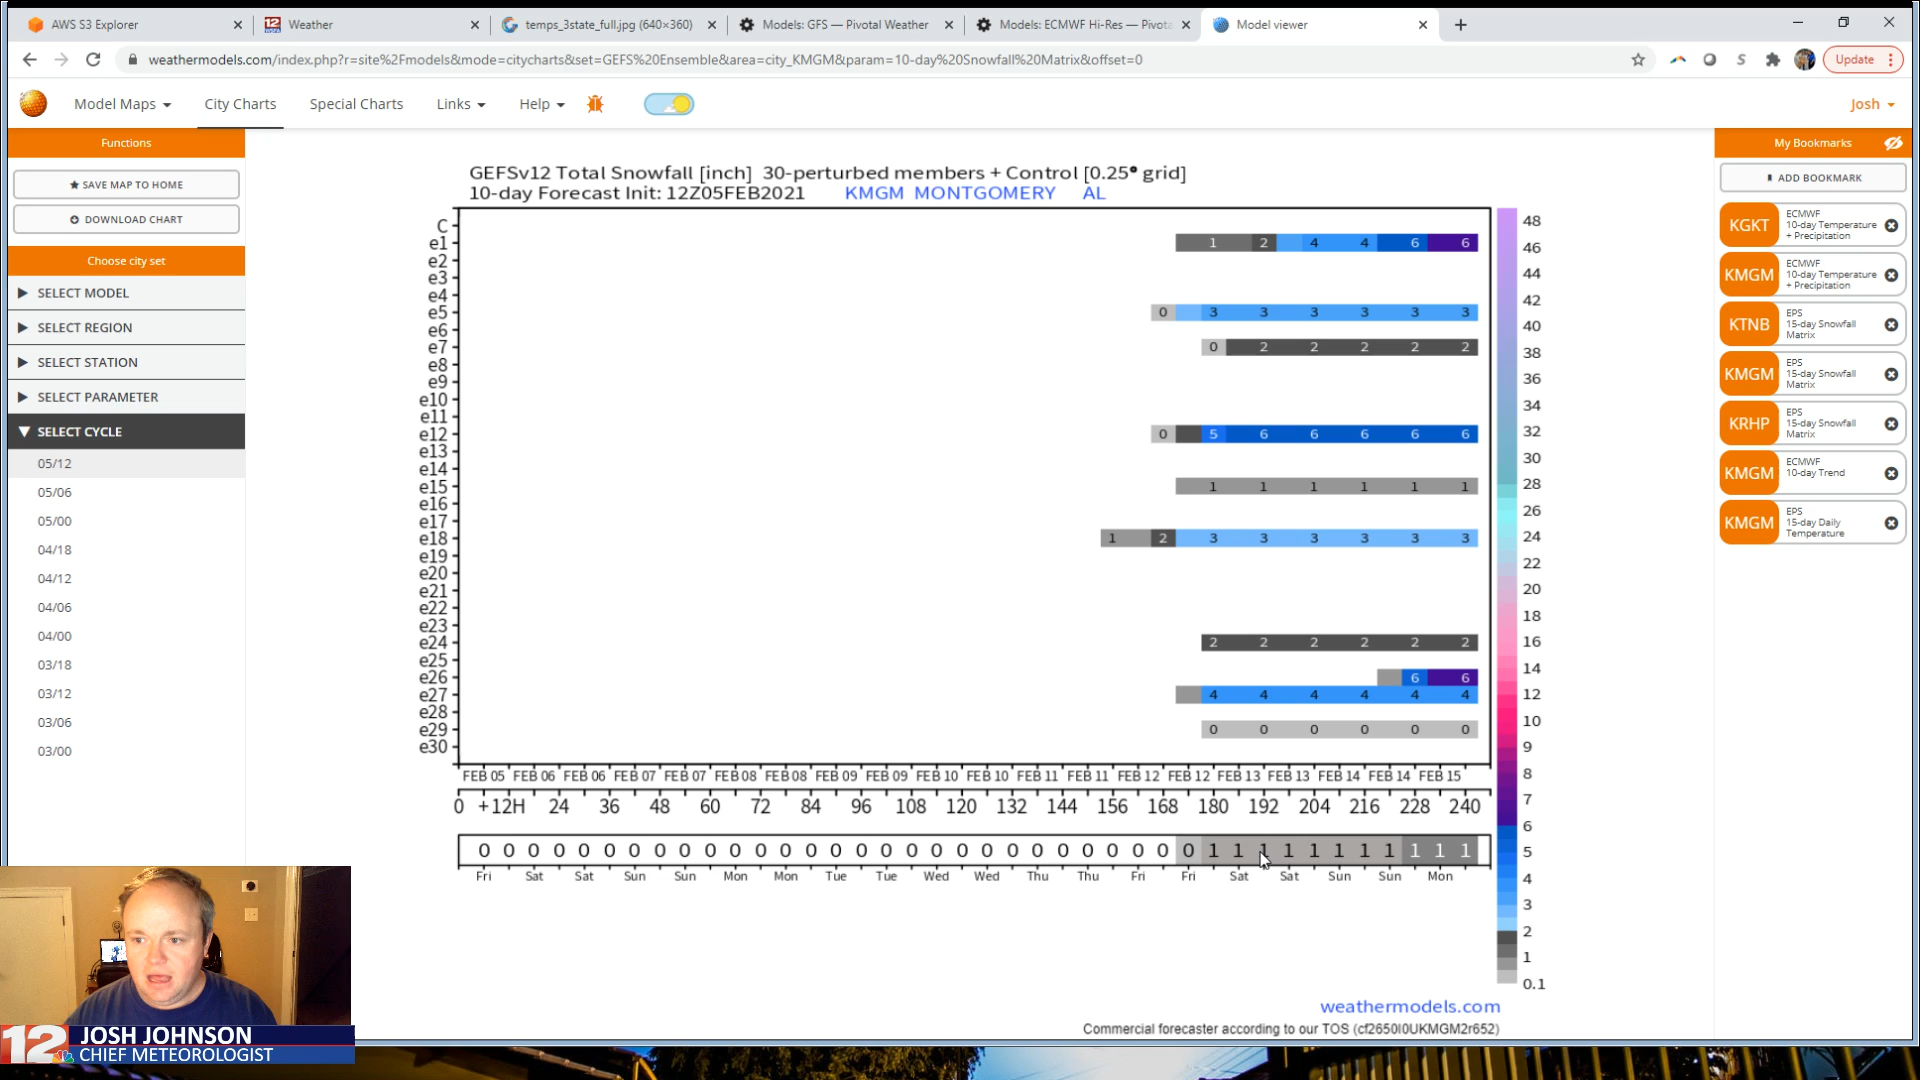 AWS S3 Explorer
Weather
temps_3state_full.jpg (640×360)
Models: GFS — Pivotal Weather
Models: ECMWF Hi-Res — Pivota
Model viewer
weathermodels.com/index.php?r=site%2Fmodels&mode=citycharts&set=GEFS%20Ensemble&area=city_KMGM&param=10-day%20Snowfall%20Matrix&offset=0
Update
Model Maps
City Charts
Special Charts
Links
Help
Josh
Functions
SAVE MAP TO HOME
DOWNLOAD CHART
Choose city set
SELECT MODEL
SELECT REGION
SELECT STATION
SELECT PARAMETER
SELECT CYCLE
05/12
05/06
05/00
04/18
04/12
04/06
04/00
03/18
03/12
03/06
03/00
GEFSv12 Total Snowfall [inch] 30-perturbed members + Control [0.25° grid]
10-day Forecast Init: 12Z05FEB2021 KMGM MONTGOMERY AL
C
e1 1 2 4 4 6 6
e2
e3
e4
e5 0 3 3 3 3 3 3
e6
e7 0 2 2 2 2 2
e8
e9
e10
e11
e12 0 5 6 6 6 6 6
e13
e14
e15 1 1 1 1 1 1
e16
e17
e18 1 2 3 3 3 3 3 3
e19
e20
e21
e22
e23
e24 2 2 2 2 2 2
e25
e26 6 6
e27 4 4 4 4 4 4
e28
e29 0 0 0 0 0 0
e30
FEB 05 FEB 06 FEB 06 FEB 07 FEB 07 FEB 08 FEB 08 FEB 09 FEB 09 FEB 10 FEB 10 FEB 11 FEB 11 FEB 12 FEB 12 FEB 13 FEB 13 FEB 14 FEB 14 FEB 15
0 +12H 24 36 48 60 72 84 96 108 120 132 144 156 168 180 192 204 216 228 240
0 0 0 0 0 0 0 0 0 0 0 0 0 0 0 0 0 0 0 0 0 0 0 0 0 0 0 0 0 1 1 1 1 1 1 1 1 1 1 1
Fri Sat Sat Sun Sun Mon Mon Tue Tue Wed Wed Thu Thu Fri Fri Sat Sat Sun Sun Mon
48
46
44
42
40
38
36
34
32
30
28
26
24
22
20
18
16
14
12
10
9
8
7
6
5
4
3
2
1
0.1
weathermodels.com
Commercial forecaster according to our TOS (cf2650I0UKMGM2r652)
My Bookmarks
ADD BOOKMARK
KGKT
ECMWF
10-day Temperature
+ Precipitation
KMGM
ECMWF
10-day Temperature
+ Precipitation
KTNB
EPS
15-day Snowfall
Matrix
KMGM
EPS
15-day Snowfall
Matrix
KRHP
EPS
15-day Snowfall
Matrix
KMGM
ECMWF
10-day Trend
KMGM
EPS
15-day Daily
Temperature
12
JOSH JOHNSON
CHIEF METEOROLOGIST